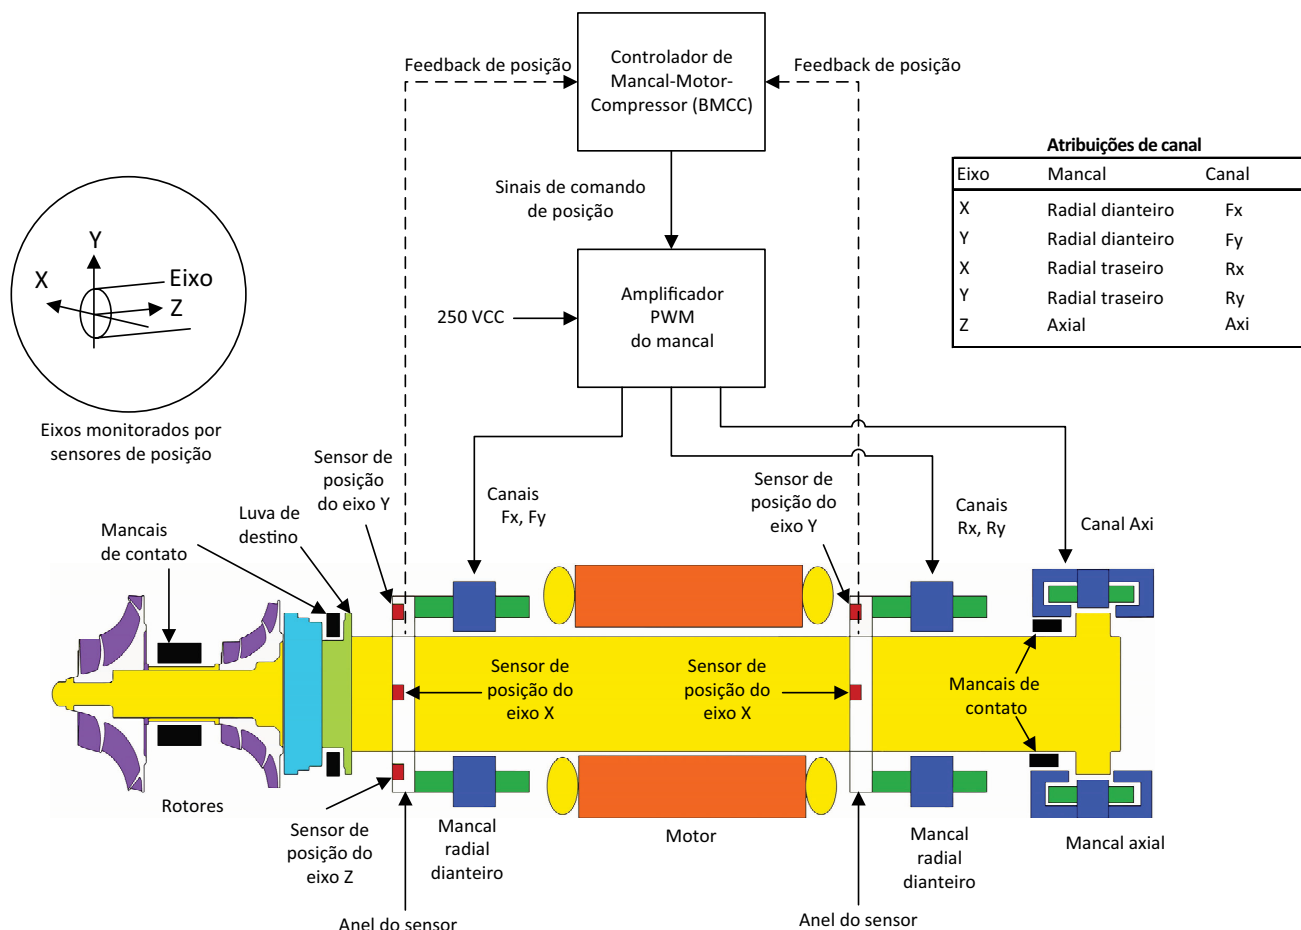 Controlador de
Mancal-Motor-
Compressor (BMCC)
Feedback de posição
Feedback de posição
Sinais de comando
de posição
Amplificador
PWM
do mancal
250 VCC
Atribuições de canal
Eixo Mancal Canal
X Radial dianteiro Fx
Y Radial dianteiro Fy
X Radial traseiro Rx
Y Radial traseiro Ry
Z Axial Axi
Y
X
Eixo
Z
Eixos monitorados por
sensores de posição
Sensor de
posição
do eixo Y
Canais
Fx, Fy
Sensor de
posição do
eixo Y
Canais
Rx, Ry
Canal Axi
Mancais
de contato
Luva de
destino
Sensor de
posição do
eixo X
Sensor de
posição do
eixo X
Mancais de
contato
Rotores
Sensor de
posição do
eixo Z
Mancal
radial
dianteiro
Motor
Mancal
radial
dianteiro
Mancal axial
Anel do sensor
Anel do sensor